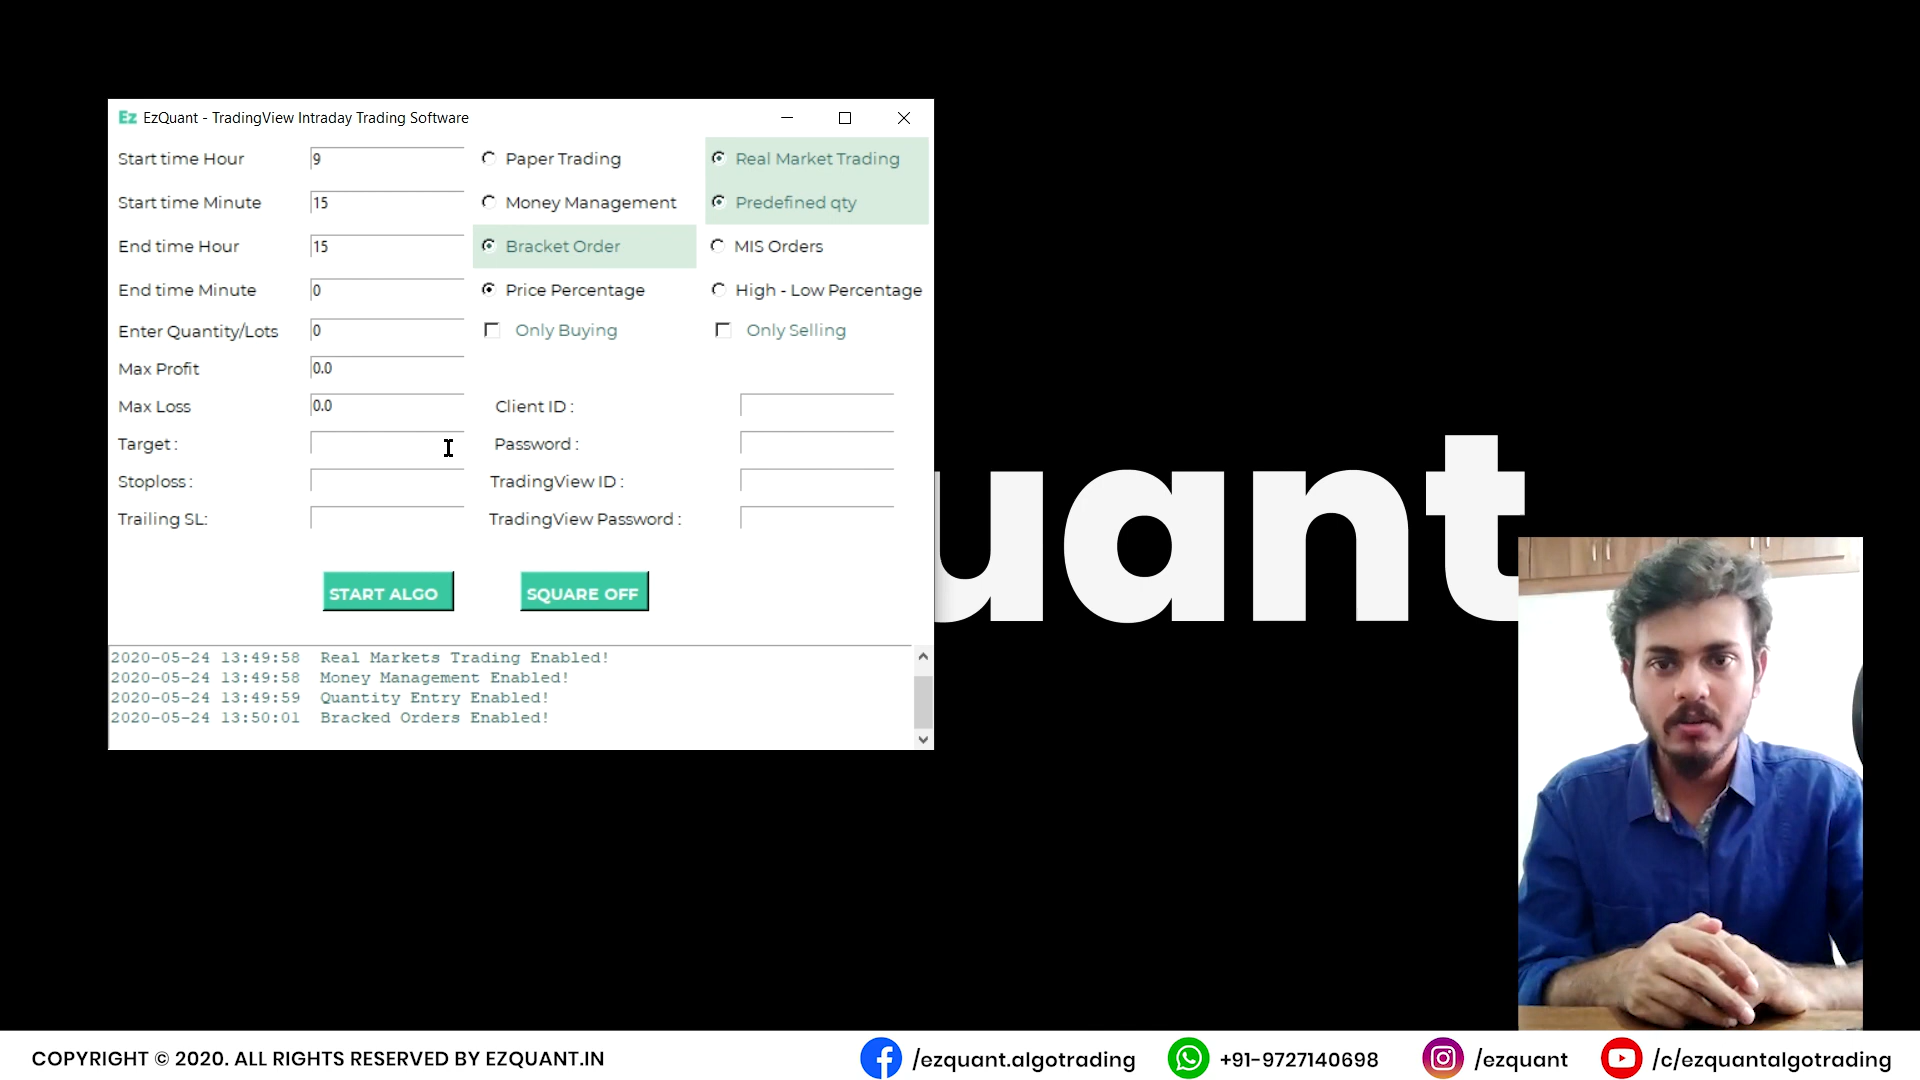 Ez EzQuant - TradingView Intraday Trading Software
Start time Hour 9 Paper Trading Real Market Trading
Start time Minute 15 Money Management Predefined qty
End time Hour 15 Bracket Order MIS Orders
End time Minute 0 Price Percentage High - Low Percentage
Enter Quantity/Lots 0 Only Buying Only Selling
Max Profit 0.0
Max Loss 0.0 Client ID :
Target : Password :
Stoploss : TradingView ID :
Trailing SL: TradingView Password :
START ALGO SQUARE OFF
2020-05-24 13:49:58 Real Markets Trading Enabled!
2020-05-24 13:49:58 Money Management Enabled!
2020-05-24 13:49:59 Quantity Entry Enabled!
2020-05-24 13:50:01 Bracked Orders Enabled!
uant
COPYRIGHT © 2020. ALL RIGHTS RESERVED BY EZQUANT.IN /ezquant.algotrading +91-9727140698 /ezquant /c/ezquantalgotrading